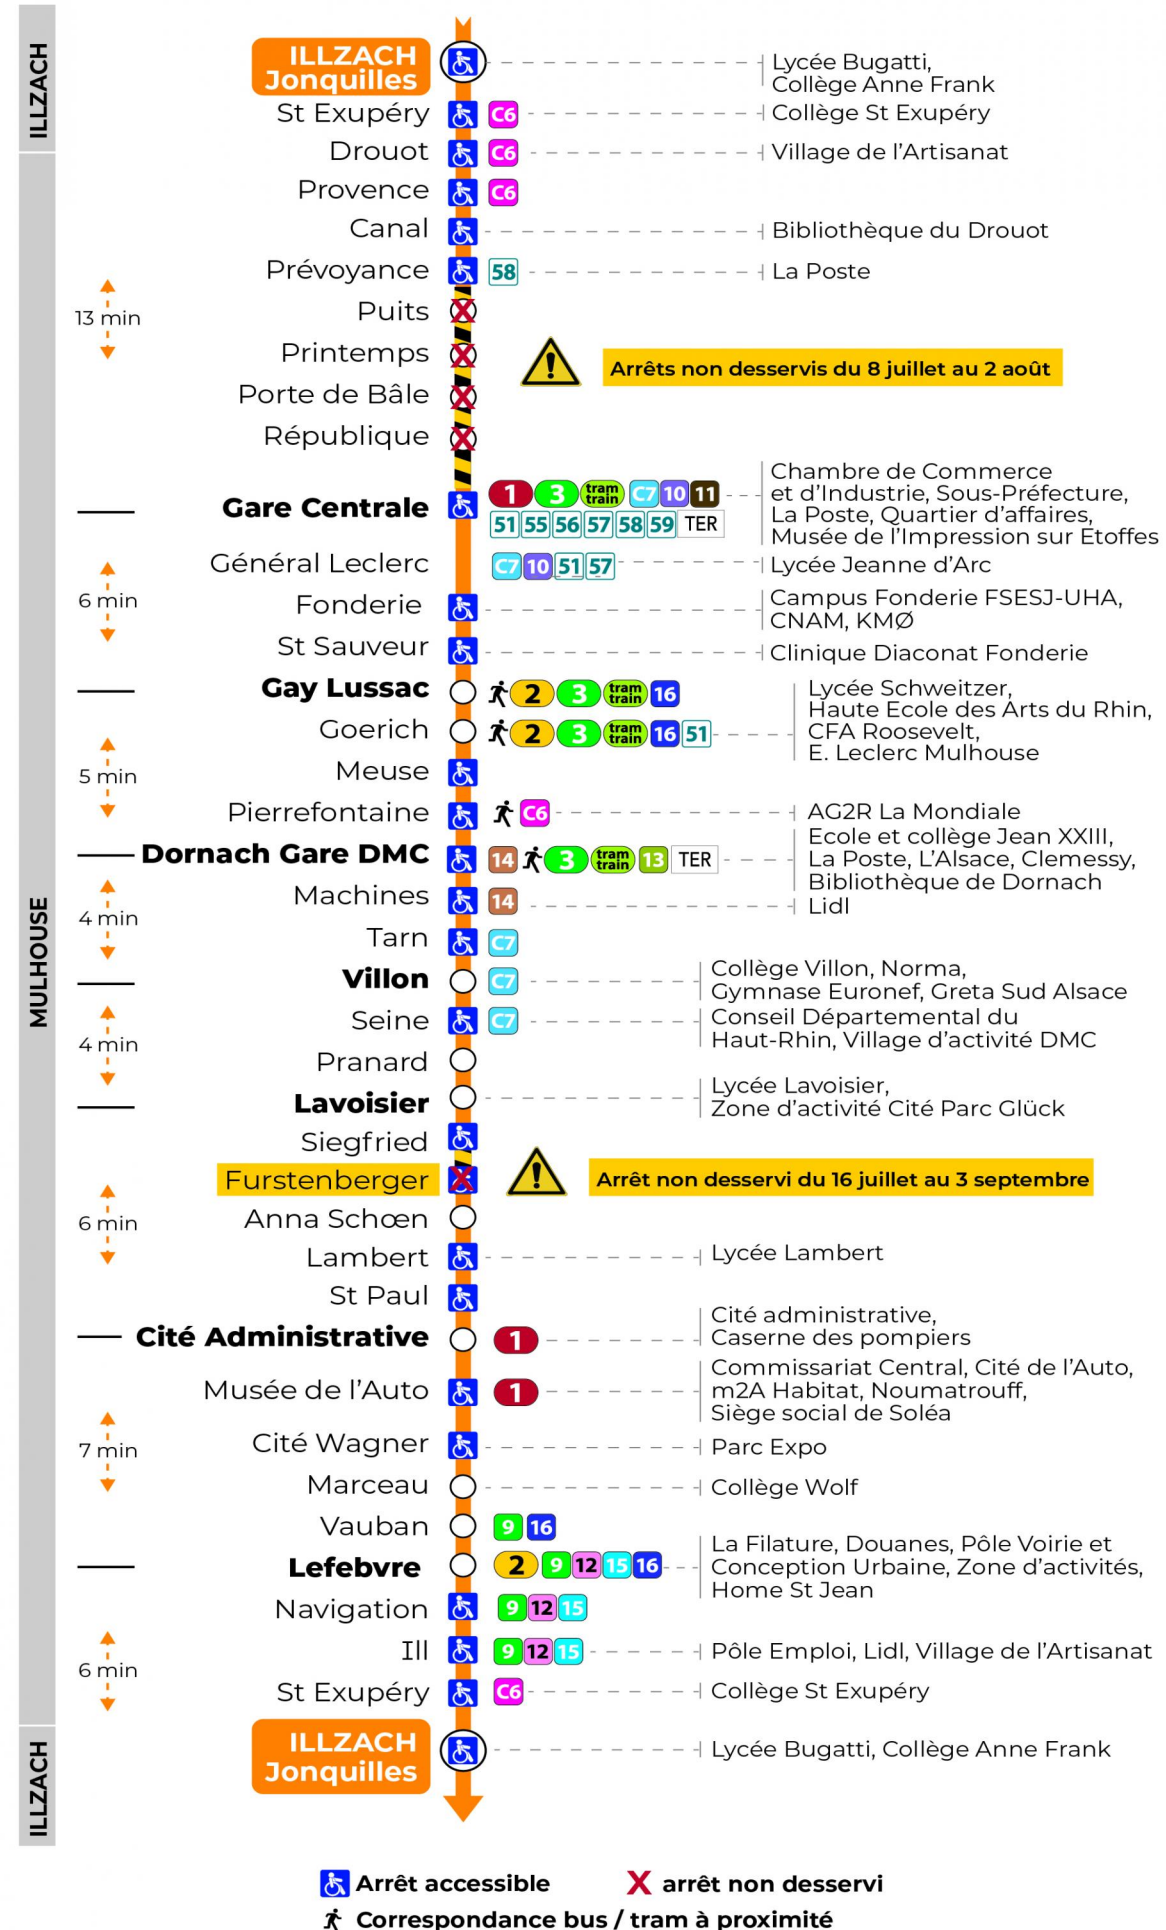 ILLZACH
ILLZACH
Jonquilles
Lycée Bugatti,
Collège Anne Frank
St Exupéry C6 Collège St Exupéry
Drouot C6 Village de l'Artisanat
Provence C6
Canal Bibliothèque du Drouot
Prévoyance 58 La Poste
13 min
Puits
Printemps
Arrêts non desservis du 8 juillet au 2 août
Porte de Bâle
République
Gare Centrale
1 3 tram train C7 10 11
51 55 56 57 58 59 TER
Chambre de Commerce
et d'Industrie, Sous-Préfecture,
La Poste, Quartier d'affaires,
Musée de l'Impression sur Etoffes
Général Leclerc C7 10 51 57 Lycée Jeanne d'Arc
6 min
Fonderie
Campus Fonderie FSESJ-UHA,
CNAM, KMØ
St Sauveur Clinique Diaconat Fonderie
Gay Lussac 2 3 tram train 16
Goerich 2 3 tram train 16 51
Lycée Schweitzer,
Haute Ecole des Arts du Rhin,
CFA Roosevelt,
E. Leclerc Mulhouse
5 min
Meuse
Pierrefontaine C6 AG2R La Mondiale
Dornach Gare DMC 14 3 tram train 13 TER
Ecole et collège Jean XXIII,
La Poste, L'Alsace, Clemessy,
Bibliothèque de Dornach
MULHOUSE
4 min
Machines 14 Lidl
Tarn C7
Villon C7
Collège Villon, Norma,
Gymnase Euronef, Greta Sud Alsace
4 min
Seine C7
Conseil Départemental du
Haut-Rhin, Village d'activité DMC
Pranard
Lavoisier
Lycée Lavoisier,
Zone d'activité Cité Parc Glück
Siegfried
Furstenberger
Arrêt non desservi du 16 juillet au 3 septembre
6 min
Anna Schœn
Lambert Lycée Lambert
St Paul
Cité Administrative 1
Cité administrative,
Caserne des pompiers
Musée de l'Auto 1
Commissariat Central, Cité de l'Auto,
m2A Habitat, Noumatrouff,
Siège social de Soléa
7 min
Cité Wagner Parc Expo
Marceau Collège Wolf
Vauban 9 16
Lefebvre 2 9 12 15 16
La Filature, Douanes, Pôle Voirie et
Conception Urbaine, Zone d'activités,
Home St Jean
Navigation 9 12 15
6 min
Ill 9 12 15 Pôle Emploi, Lidl, Village de l'Artisanat
St Exupéry C6 Collège St Exupéry
ILLZACH
ILLZACH
Jonquilles
Lycée Bugatti, Collège Anne Frank
Arrêt accessible
X arrêt non desservi
Correspondance bus / tram à proximité